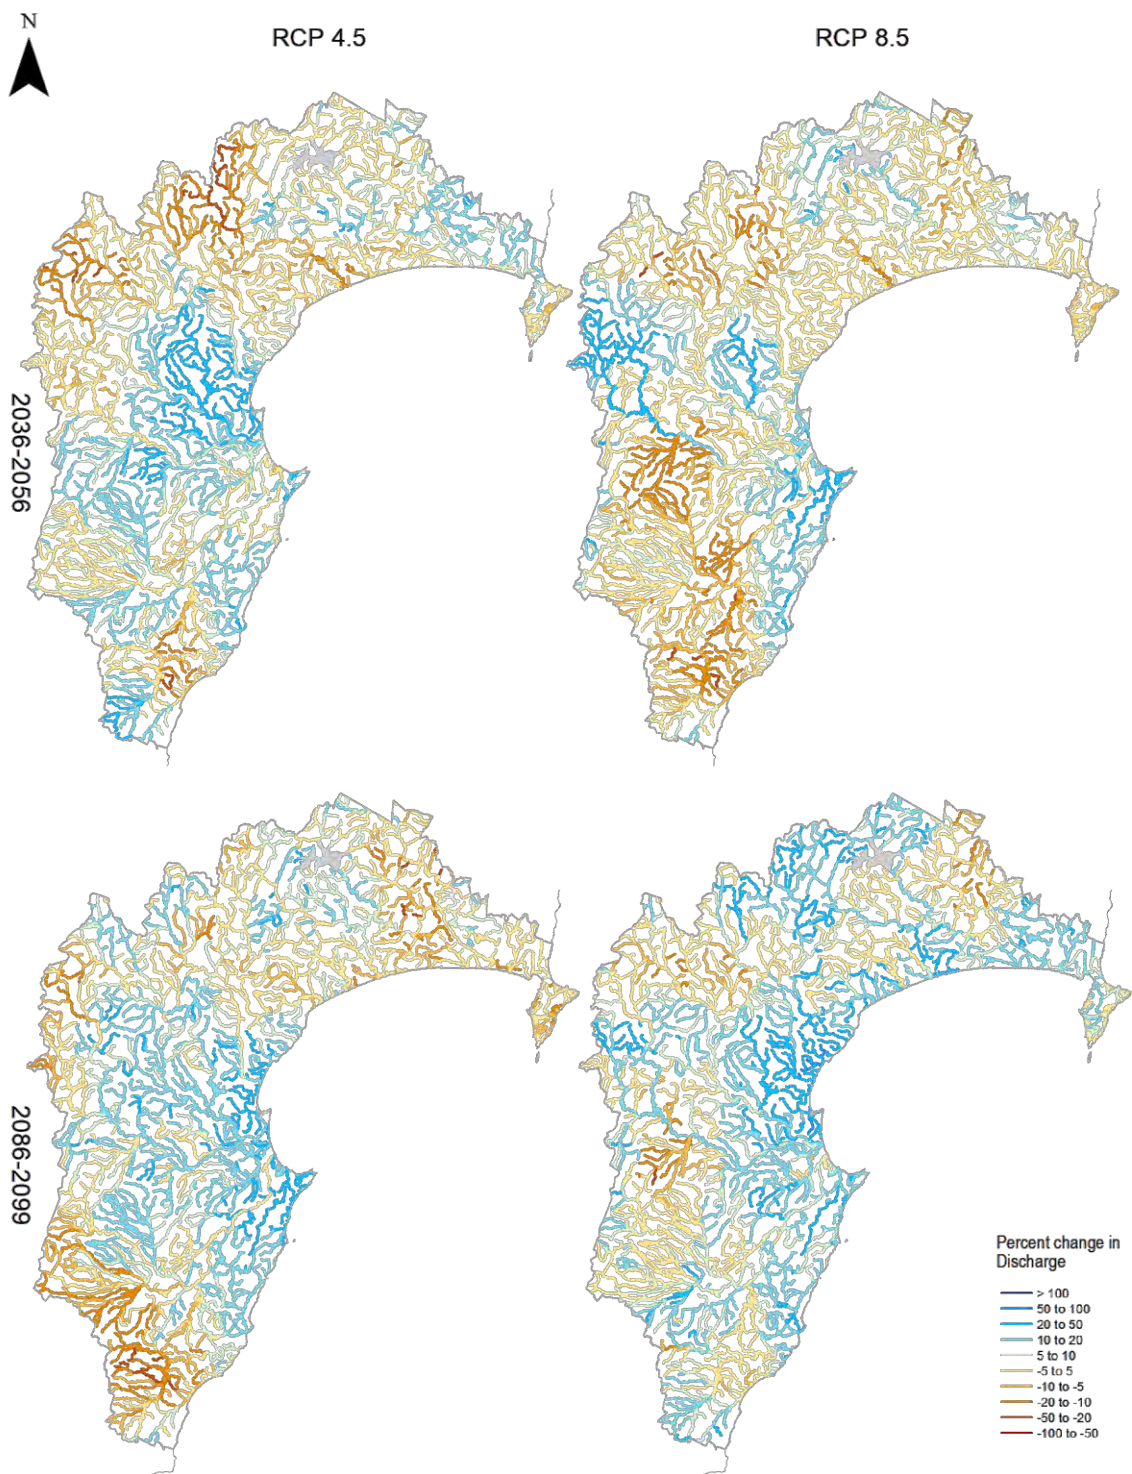 N
RCP 4.5
RCP 8.5
2036-2056
2086-2099
Percent change in
Discharge
> 100
50 to 100
20 to 50
10 to 20
5 to 10
-5 to 5
-10 to -5
-20 to -10
-50 to -20
-100 to -50